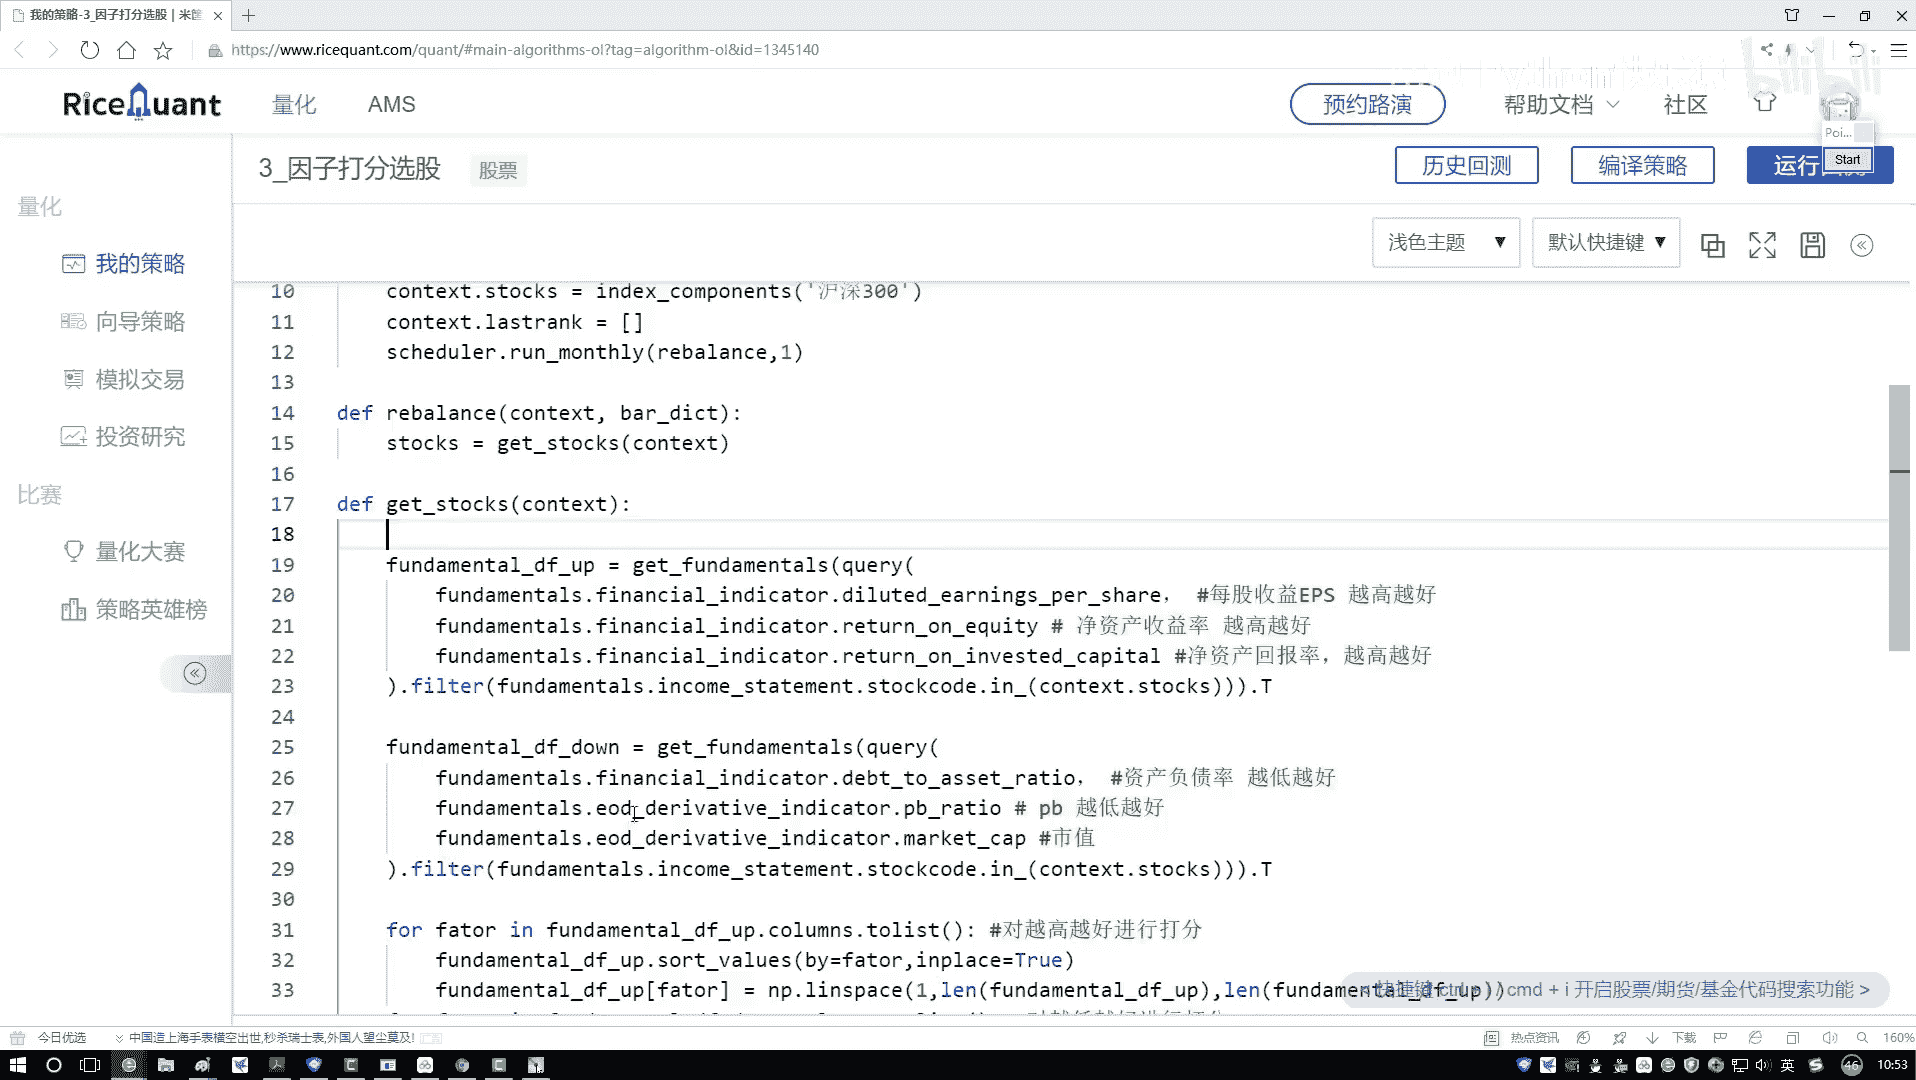 我的策略-3_因子打分选股 | 米筐
https://www.ricequant.com/quant/#main-algorithms-ol?tag=algorithm-ol&id=1345140
RiceQuant
量化
AMS
预约路演
帮助文档
社区
Poi...
Start
3_因子打分选股
股票
历史回测
编译策略
运行
量化
我的策略
向导策略
模拟交易
投资研究
比赛
量化大赛
策略英雄榜
浅色主题
默认快捷键
10 context.stocks = index_components('沪深300')
11 context.lastrank = []
12 scheduler.run_monthly(rebalance,1)
13
14 def rebalance(context, bar_dict):
15 stocks = get_stocks(context)
16
17 def get_stocks(context):
18
19 fundamental_df_up = get_fundamentals(query(
20 fundamentals.financial_indicator.diluted_earnings_per_share， #每股收益EPS 越高越好
21 fundamentals.financial_indicator.return_on_equity # 净资产收益率 越高越好
22 fundamentals.financial_indicator.return_on_invested_capital #净资产回报率，越高越好
23 ).filter(fundamentals.income_statement.stockcode.in_(context.stocks))).T
24
25 fundamental_df_down = get_fundamentals(query(
26 fundamentals.financial_indicator.debt_to_asset_ratio， #资产负债率 越低越好
27 fundamentals.eod_derivative_indicator.pb_ratio # pb 越低越好
28 fundamentals.eod_derivative_indicator.market_cap #市值
29 ).filter(fundamentals.income_statement.stockcode.in_(context.stocks))).T
30
31 for fator in fundamental_df_up.columns.tolist(): #对越高越好进行打分
32 fundamental_df_up.sort_values(by=fator,inplace=True)
33 fundamental_df_up[fator] = np.linspace(1,len(fundamental_df_up),len(fundamental_df_up))
cmd + i 开启股票/期货/基金代码搜索功能 >
今日优选
中国造上海手表横空出世,秒杀瑞士表,外国人望尘莫及!
热点资讯
下载
160%
英
46
10:53